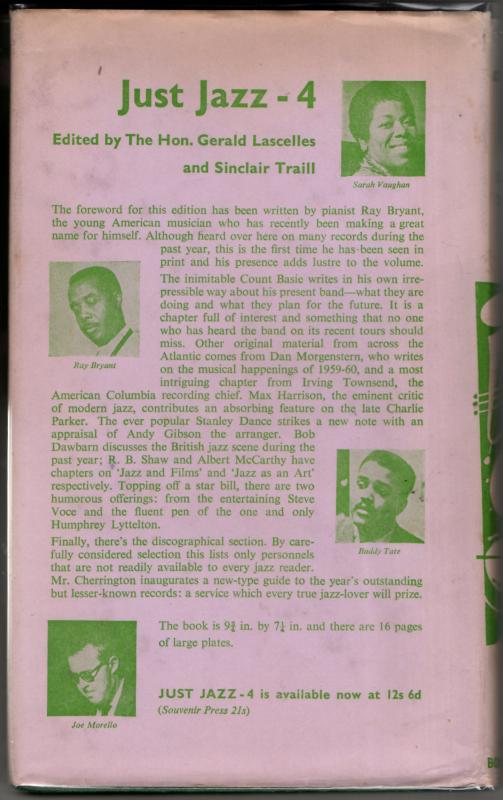 Just Jazz - 4
Edited by The Hon. Gerald Lascelles
and Sinclair Traill
Sarah Vaughan
The foreword for this edition has been written by pianist Ray Bryant,
the young American musician who has recently been making a great
name for himself. Although heard over here on many records during the
past year, this is the first time he has been seen in
print and his presence adds lustre to the volume.
Ray Bryant
The inimitable Count Basie writes in his own irre-
pressible way about his present band—what they are
doing and what they plan for the future. It is a
chapter full of interest and something that no one
who has heard the band on its recent tours should
miss. Other original material from across the
Atlantic comes from Dan Morgenstern, who writes
on the musical happenings of 1959-60, and a most
intriguing chapter from Irving Townsend, the
American Columbia recording chief. Max Harrison, the eminent critic
of modern jazz, contributes an absorbing feature on the late Charlie
Parker. The ever popular Stanley Dance strikes a new note with an
appraisal of Andy Gibson the arranger. Bob
Dawbarn discusses the British jazz scene during the
past year; R. B. Shaw and Albert McCarthy have
chapters on 'Jazz and Films' and 'Jazz as an Art'
respectively. Topping off a star bill, there are two
humorous offerings: from the entertaining Steve
Voce and the fluent pen of the one and only
Humphrey Lyttelton.
Buddy Tate
Finally, there's the discographical section. By care-
fully considered selection this lists only personnels
that are not readily available to every jazz reader.
Mr. Cherrington inaugurates a new-type guide to the year's outstanding
but lesser-known records: a service which every true jazz-lover will prize.
The book is 9¾ in. by 7¼ in. and there are 16 pages
of large plates.
Joe Morello
JUST JAZZ - 4 is available now at 12s 6d
(Souvenir Press 21s)